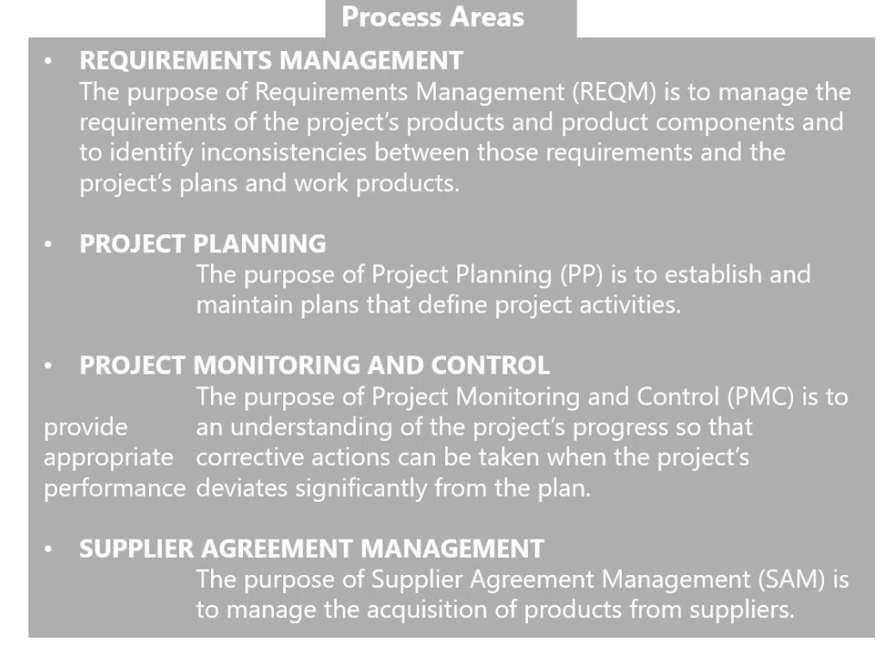 Process Areas
• REQUIREMENTS MANAGEMENT
The purpose of Requirements Management (REQM) is to manage the
requirements of the project's products and product components and
to identify inconsistencies between those requirements and the
project's plans and work products.
• PROJECT PLANNING
The purpose of Project Planning (PP) is to establish and
maintain plans that define project activities.
• PROJECT MONITORING AND CONTROL
The purpose of Project Monitoring and Control (PMC) is to
provide an understanding of the project's progress so that
appropriate corrective actions can be taken when the project's
performance deviates significantly from the plan.
• SUPPLIER AGREEMENT MANAGEMENT
The purpose of Supplier Agreement Management (SAM) is
to manage the acquisition of products from suppliers.